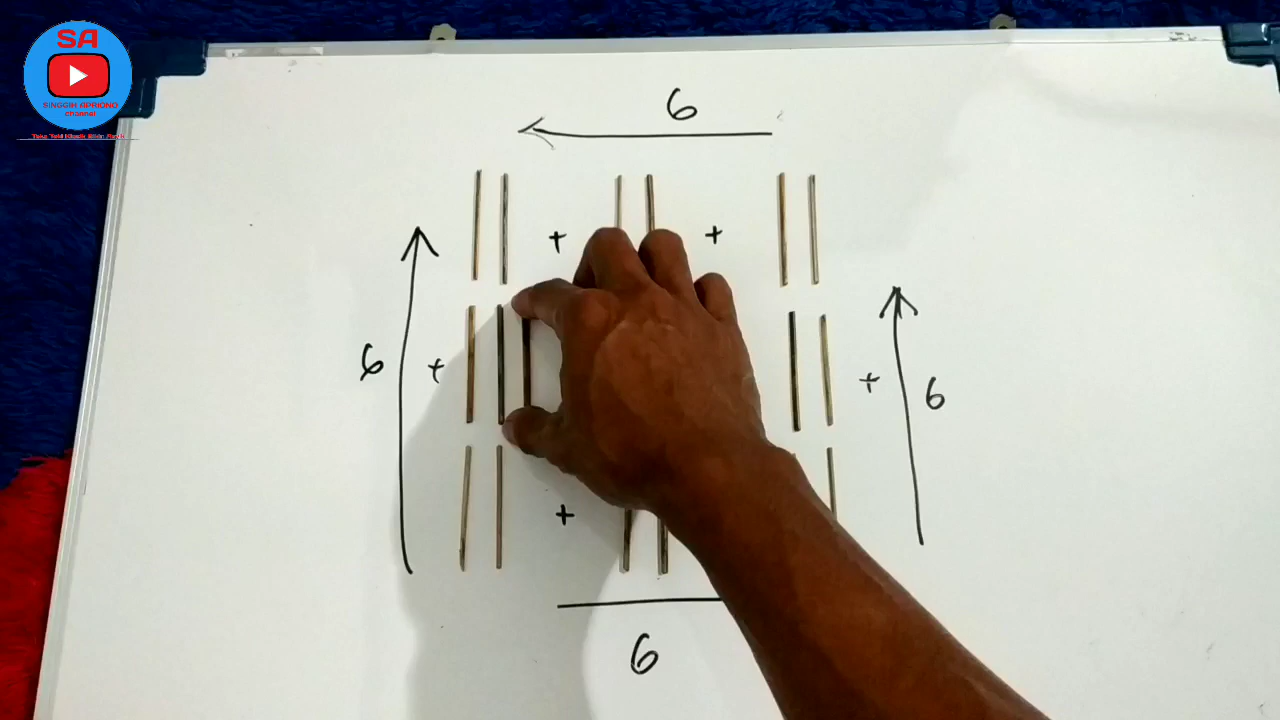 SA
SINGGIH APRIONO
channel
6
+ +
6 + + 6
+
6